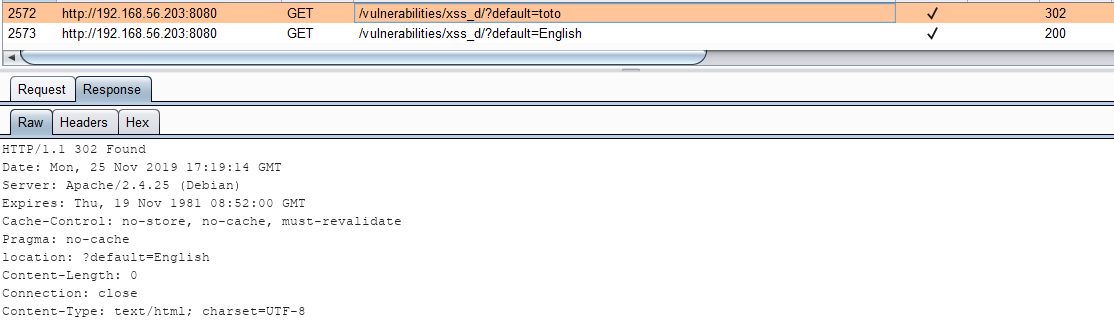 2572 http://192.168.56.203:8080 GET /vulnerabilities/xss_d/?default=toto ✓ 302
2573 http://192.168.56.203:8080 GET /vulnerabilities/xss_d/?default=English ✓ 200
Request Response
Raw Headers Hex
HTTP/1.1 302 Found
Date: Mon, 25 Nov 2019 17:19:14 GMT
Server: Apache/2.4.25 (Debian)
Expires: Thu, 19 Nov 1981 08:52:00 GMT
Cache-Control: no-store, no-cache, must-revalidate
Pragma: no-cache
location: ?default=English
Content-Length: 0
Connection: close
Content-Type: text/html; charset=UTF-8